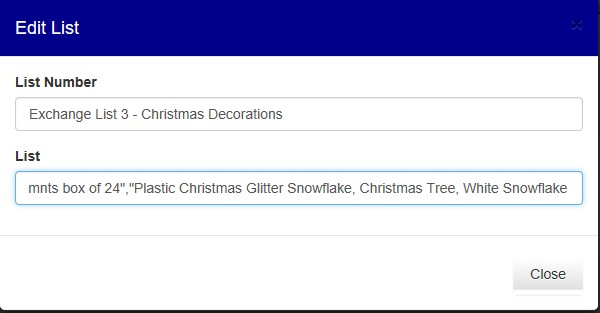 Edit List
×
List Number
Exchange List 3 - Christmas Decorations
List
mnts box of 24","Plastic Christmas Glitter Snowflake, Christmas Tree, White Snowflake
Close